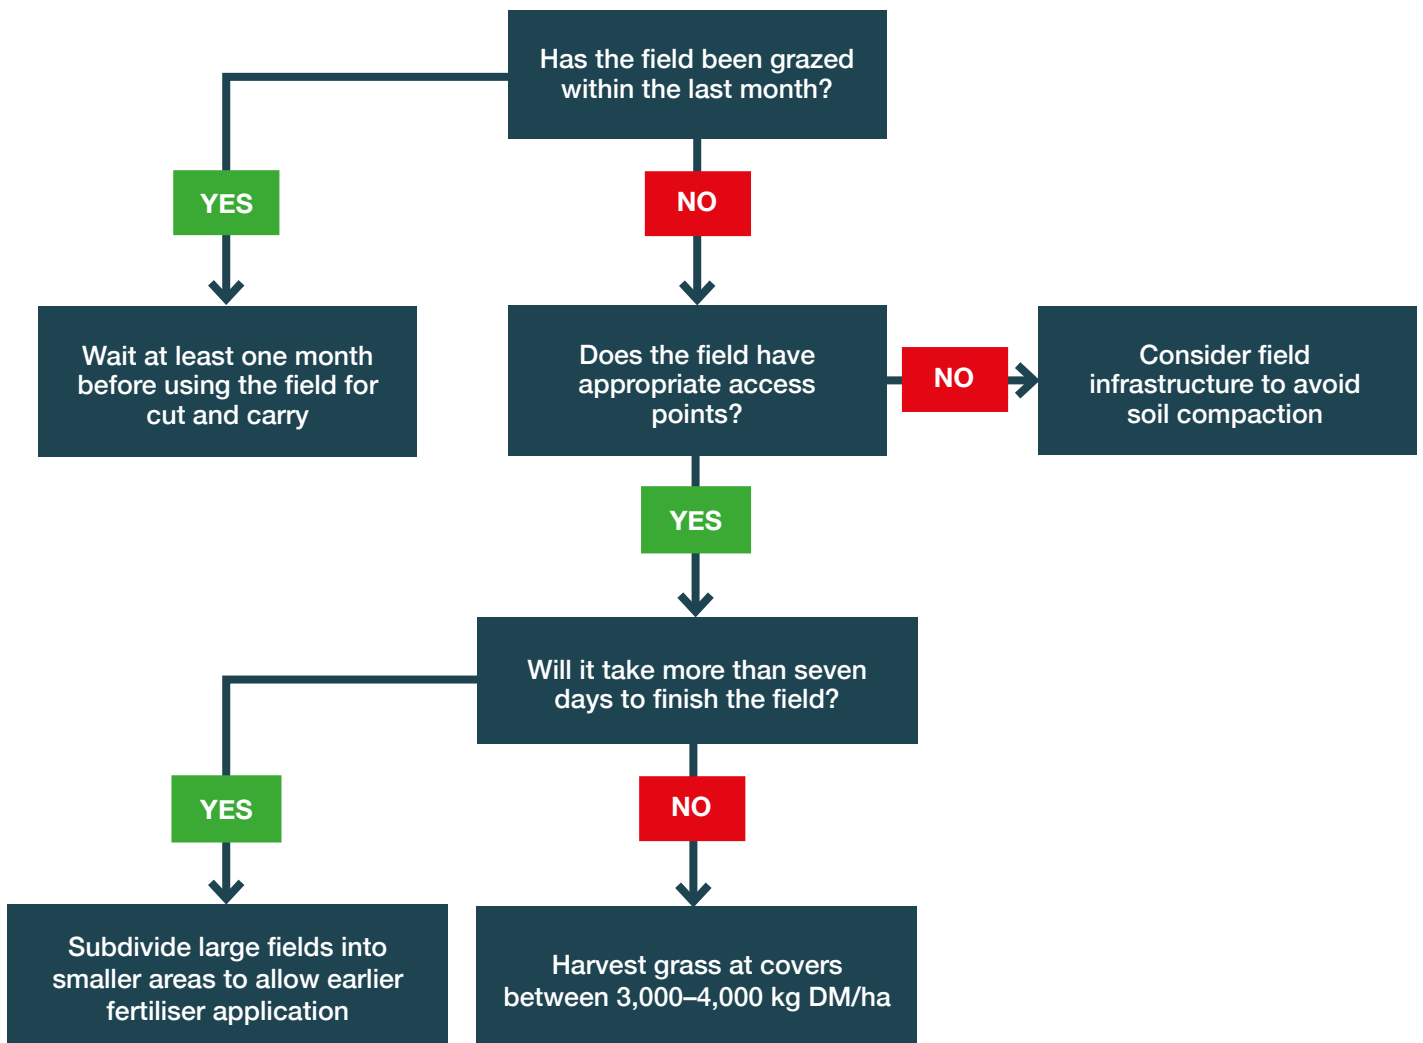 Has the field been grazed
within the last month?
YES
NO
Wait at least one month
before using the field for
cut and carry
Does the field have
appropriate access
points?
NO
Consider field
infrastructure to avoid
soil compaction
YES
Will it take more than seven
days to finish the field?
YES
NO
Subdivide large fields into
smaller areas to allow earlier
fertiliser application
Harvest grass at covers
between 3,000–4,000 kg DM/ha